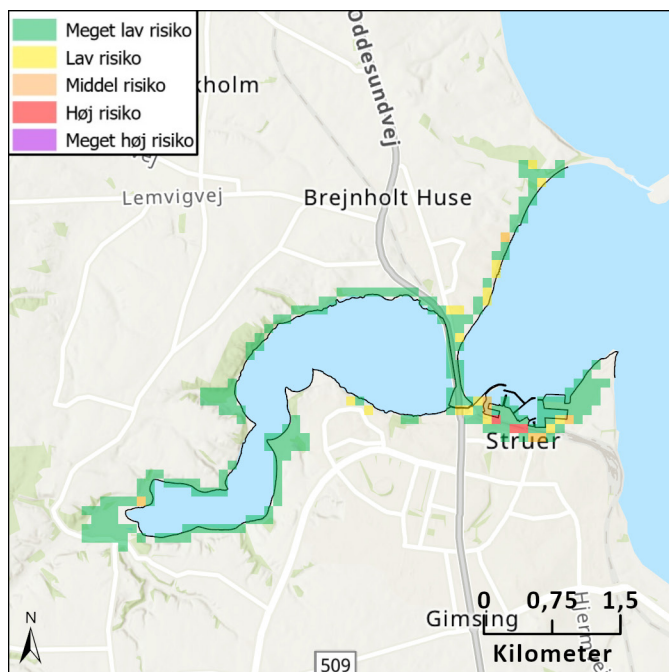 Meget lav risiko
Lav risiko
Middel risiko
Høj risiko
Meget høj risiko
Oddesundvej
Lemvigvej
Brejnholt Huse
Struer
Gimsing
0 0,75 1,5
Kilometer
N
509